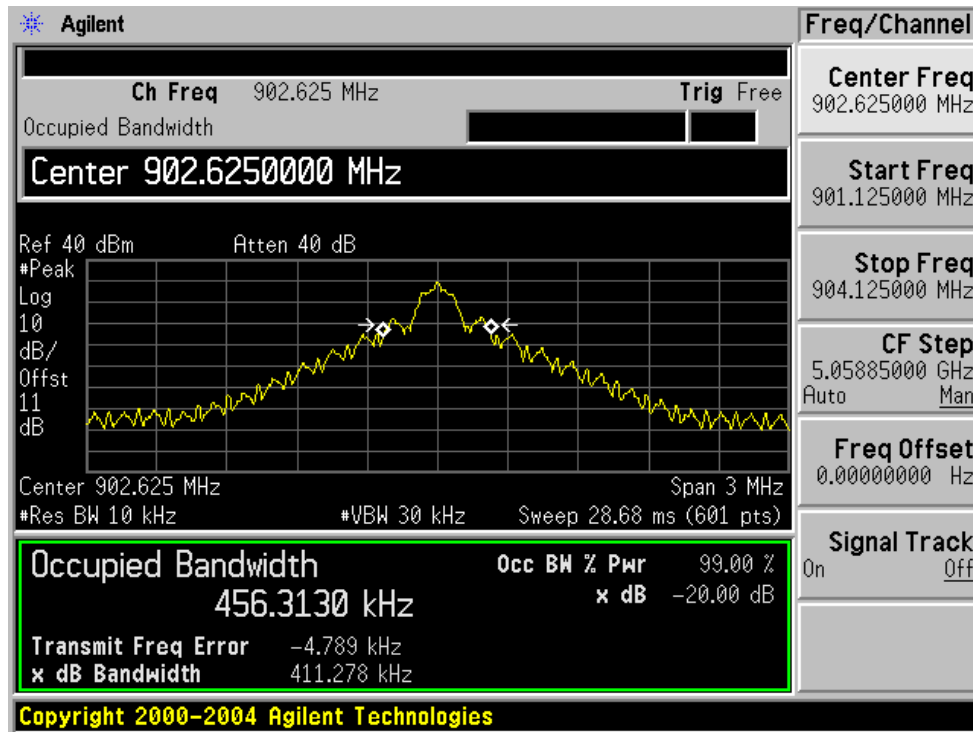 Agilent
Freq/Channel
Ch Freq 902.625 MHz Trig Free
Occupied Bandwidth
Center 902.6250000 MHz
Ref 40 dBm Atten 40 dB
#Peak
Log
10
dB/
Offst
11
dB
Center 902.625 MHz Span 3 MHz
#Res BW 10 kHz #VBW 30 kHz Sweep 28.68 ms (601 pts)
Occupied Bandwidth
456.3130 kHz
Occ BW % Pwr 99.00 %
x dB -20.00 dB
Transmit Freq Error -4.789 kHz
x dB Bandwidth 411.278 kHz
Center Freq
902.625000 MHz
Start Freq
901.125000 MHz
Stop Freq
904.125000 MHz
CF Step
5.05885000 GHz
Auto Man
Freq Offset
0.00000000 Hz
Signal Track
On Off
Copyright 2000-2004 Agilent Technologies